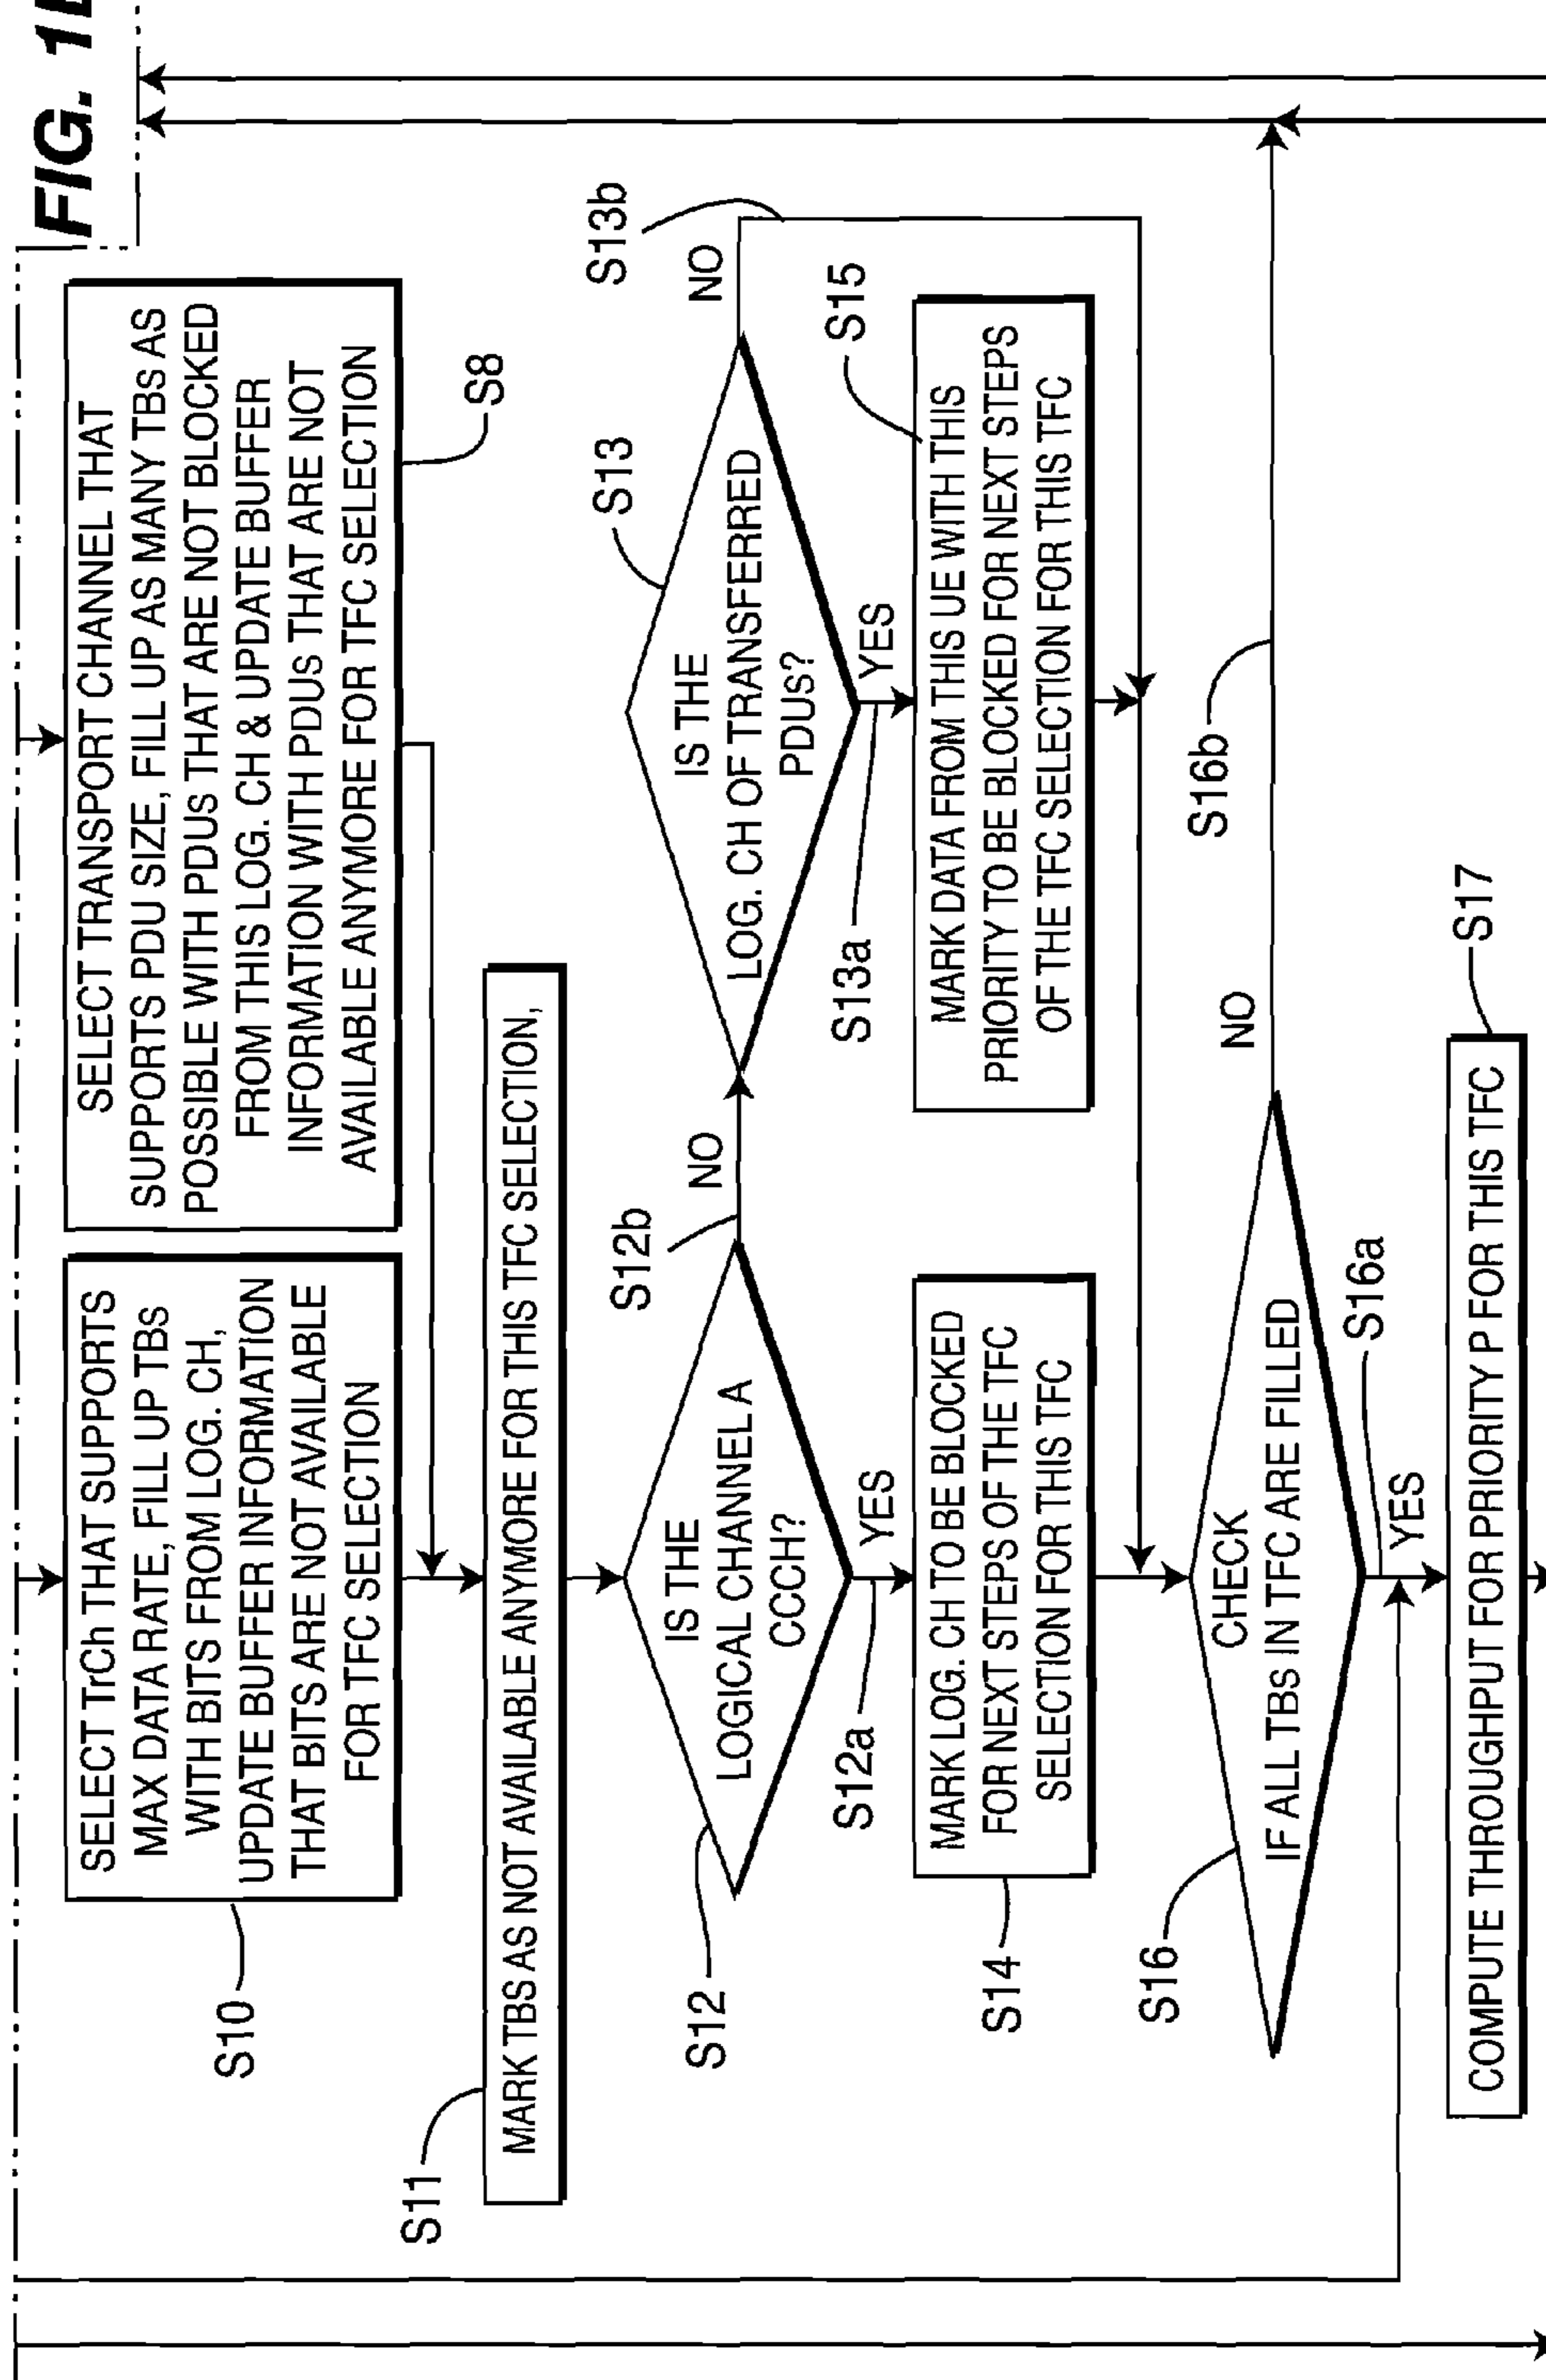 FIG. 1
SELECT TrCh THAT SUPPORTS
MAX DATA RATE, FILL UP TBs
WITH BITS FROM LOG. CH,
UPDATE BUFFER INFORMATION
THAT BITS ARE NOT AVAILABLE
FOR TFC SELECTION
S10
SELECT TRANSPORT CHANNEL THAT
SUPPORTS PDU SIZE, FILL UP AS MANY TBs AS
POSSIBLE WITH PDUs THAT ARE NOT BLOCKED
FROM THIS LOG. CH & UPDATE BUFFER
INFORMATION WITH PDUS THAT ARE NOT
AVAILABLE ANYMORE FOR TFC SELECTION
S8
S11
MARK TBS AS NOT AVAILABLE ANYMORE FOR THIS TFC SELECTION,
S12
IS THE
LOGICAL CHANNEL A
CCCH?
S12b
NO
S12a
YES
S13
IS THE
LOG. CH OF TRANSFERRED
PDUS?
S13b
NO
S13a
YES
S14
MARK LOG. CH TO BE BLOCKED
FOR NEXT STEPS OF THE TFC
SELECTION FOR THIS TFC
S15
MARK DATA FROM THIS UE WITH THIS
PRIORITY TO BE BLOCKED FOR NEXT STEPS
OF THE TFC SELECTION FOR THIS TFC
S16
CHECK
IF ALL TBS IN TFC ARE FILLED
NO
S16b
S16a
YES
COMPUTE THROUGHPUT FOR PRIORITY P FOR THIS TFC
S17